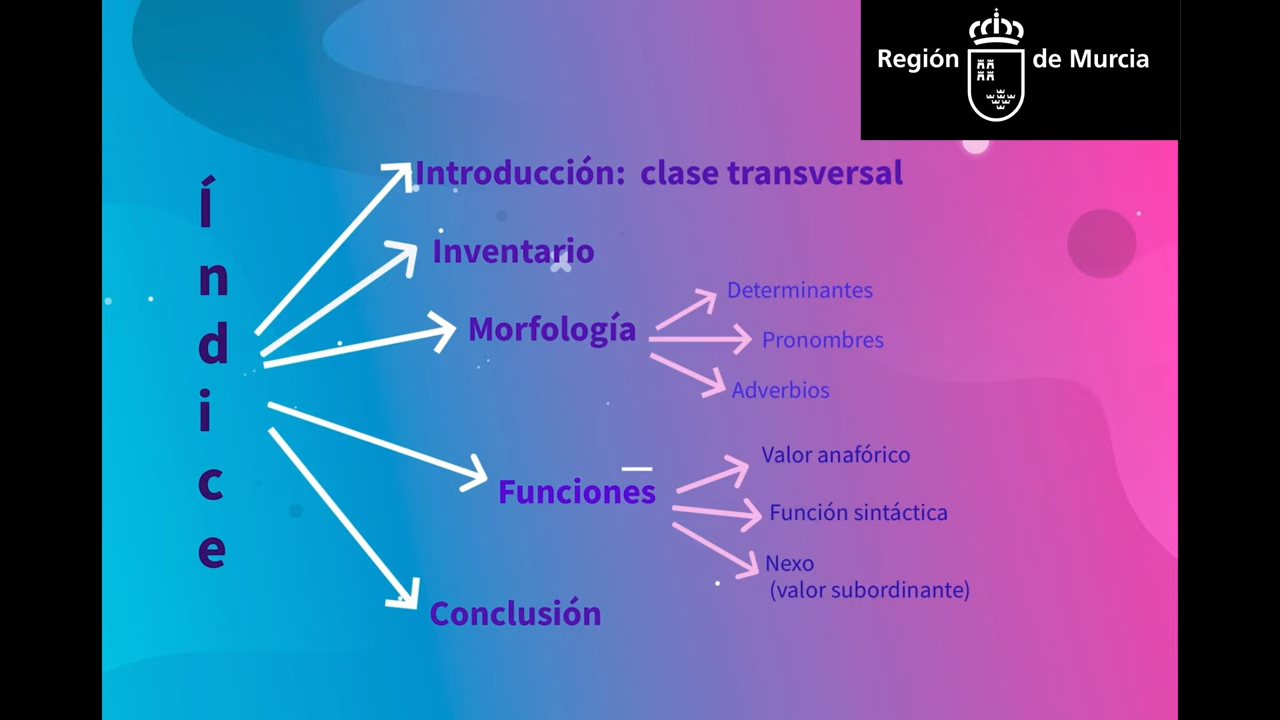 Región de Murcia
Índice
Introducción: clase transversal
Inventario
Morfología
Determinantes
Pronombres
Adverbios
Funciones
Valor anafórico
Función sintáctica
Nexo
(valor subordinante)
Conclusión